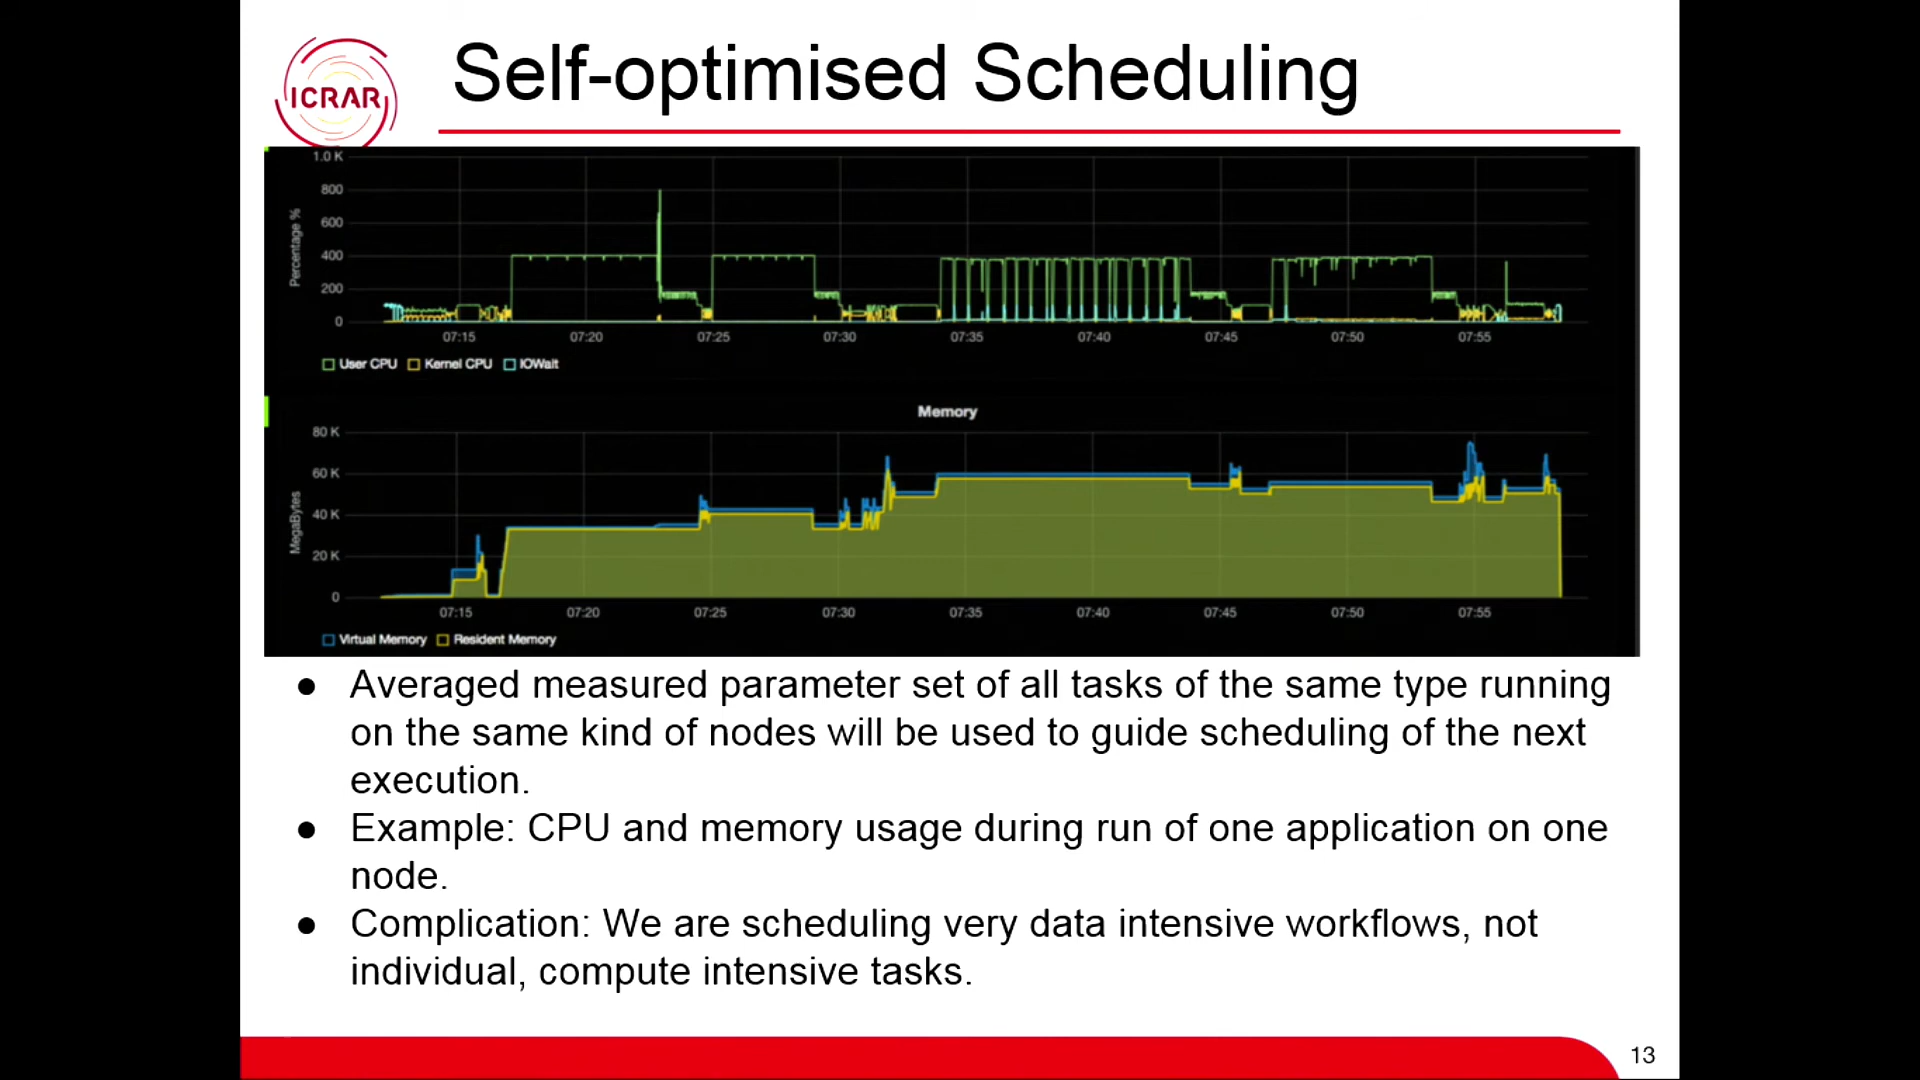 ICRAR
Self-optimised Scheduling
1.0 K
800
600
400
200
0
Percentage %
07:15 07:20 07:25 07:30 07:35 07:40 07:45 07:50 07:55
User CPU Kernel CPU IOWait
Memory
80 K
60 K
40 K
20 K
0
MegaBytes
07:15 07:20 07:25 07:30 07:35 07:40 07:45 07:50 07:55
Virtual Memory Resident Memory
● Averaged measured parameter set of all tasks of the same type running
on the same kind of nodes will be used to guide scheduling of the next
execution.
● Example: CPU and memory usage during run of one application on one
node.
● Complication: We are scheduling very data intensive workflows, not
individual, compute intensive tasks.
13